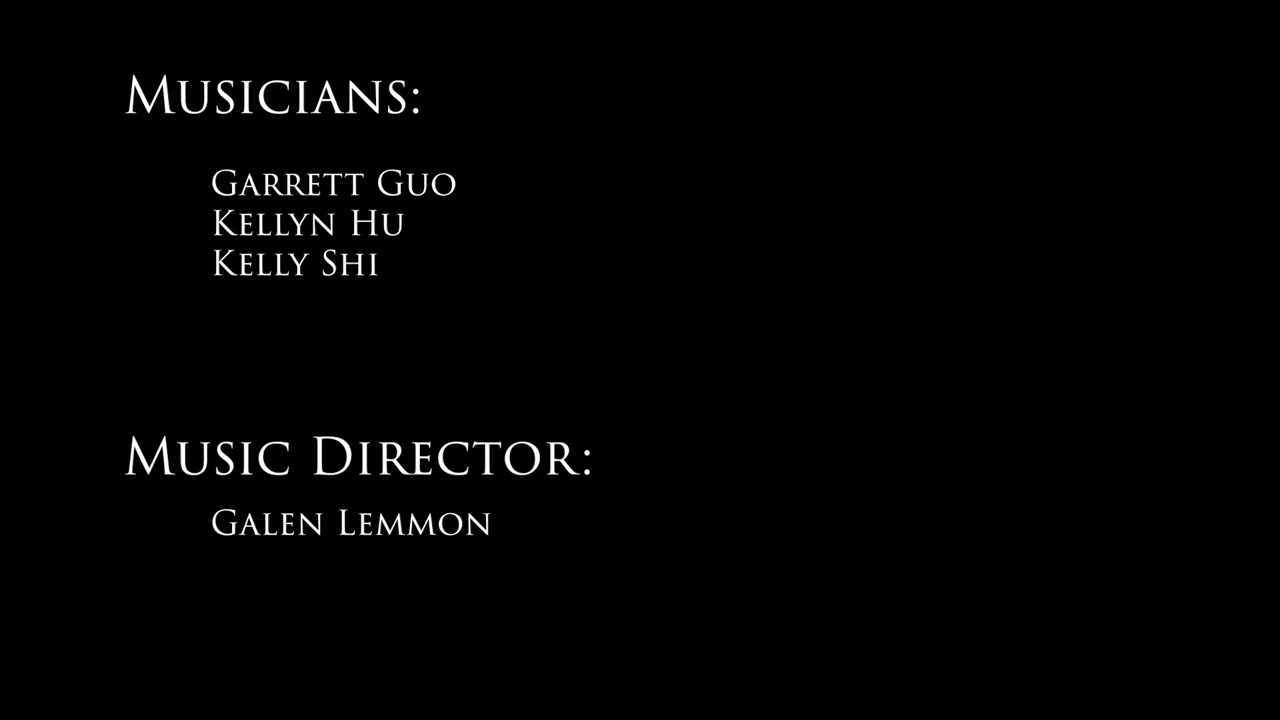 Musicians:
Garrett Guo
Kellyn Hu
Kelly Shi
Music Director:
Galen Lemmon